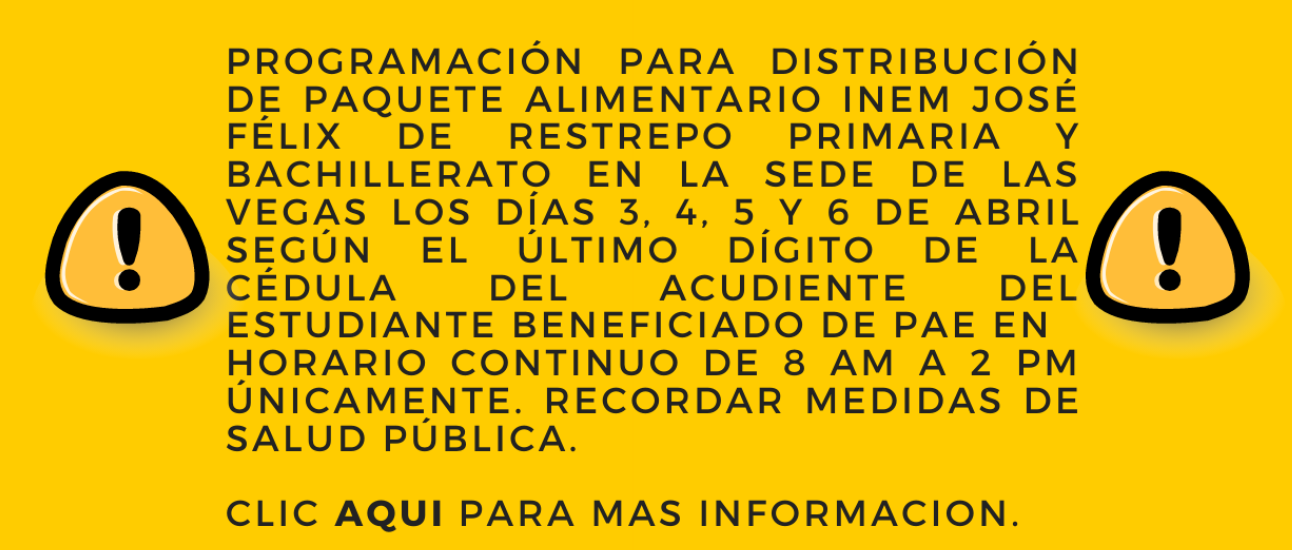 PROGRAMACIÓN PARA DISTRIBUCIÓN
DE PAQUETE ALIMENTARIO INEM JOSÉ
FÉLIX DE RESTREPO PRIMARIA Y
BACHILLERATO EN LA SEDE DE LAS
VEGAS LOS DÍAS 3, 4, 5 Y 6 DE ABRIL
SEGÚN EL ÚLTIMO DÍGITO DE LA
CÉDULA DEL ACUDIENTE DEL
ESTUDIANTE BENEFICIADO DE PAE EN
HORARIO CONTINUO DE 8 AM A 2 PM
ÚNICAMENTE. RECORDAR MEDIDAS DE
SALUD PÚBLICA.
CLIC AQUI PARA MAS INFORMACION.